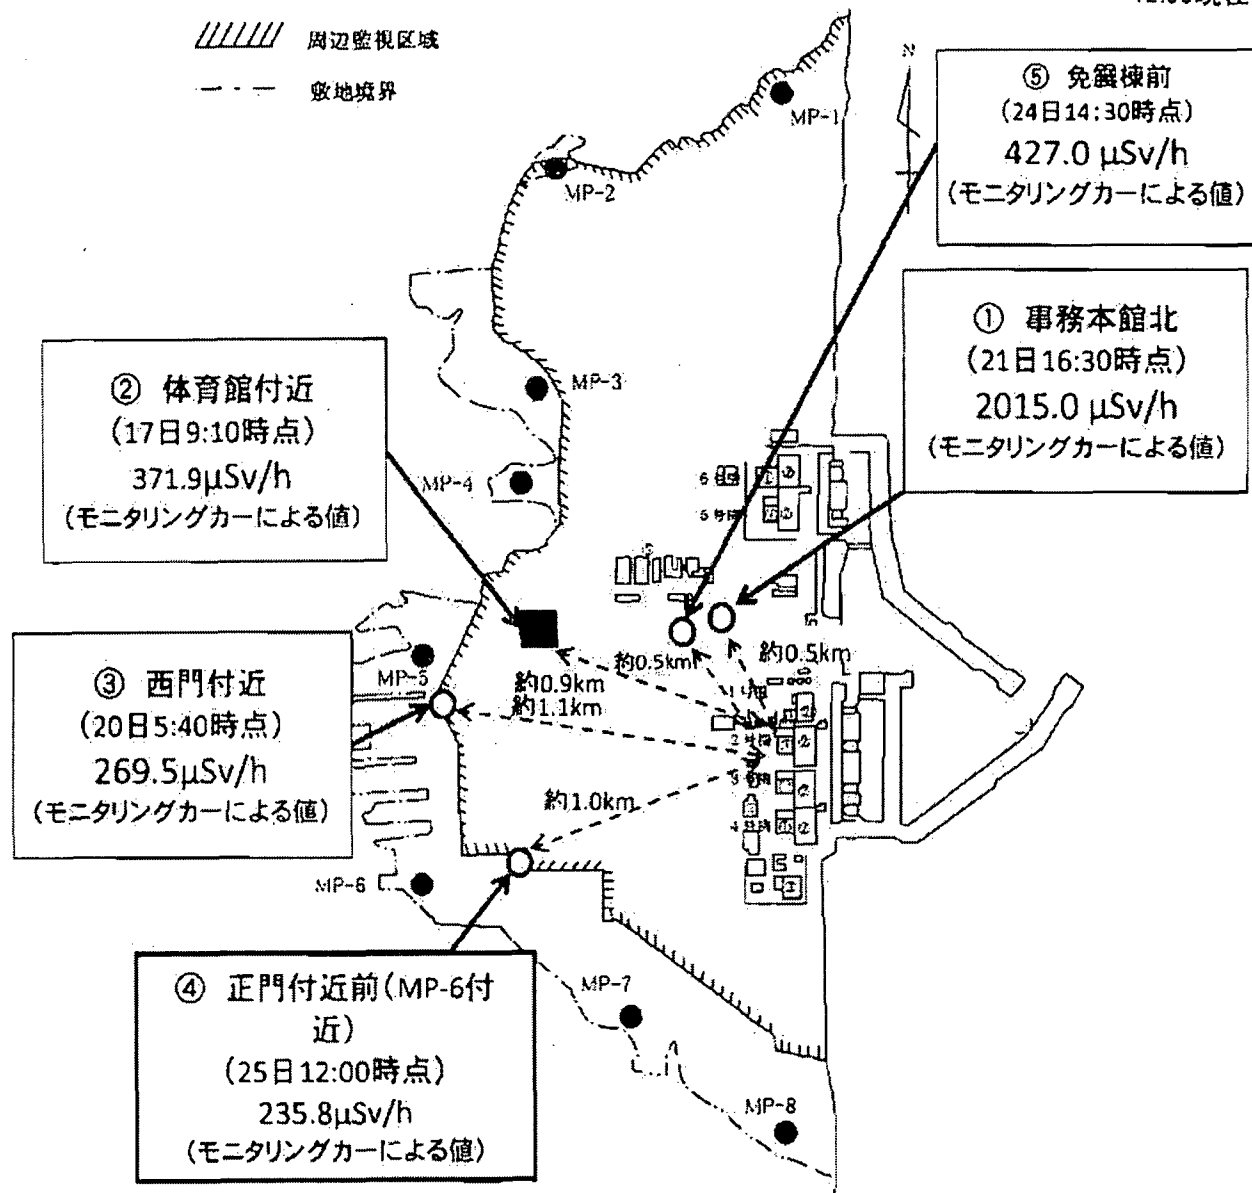 12:00現在
周辺監視区域
敷地境界
N
⑤ 免震棟前
(24日14:30時点)
427.0 μSv/h
(モニタリングカーによる値)
MP-1
MP-2
① 事務本館北
(21日16:30時点)
2015.0 μSv/h
(モニタリングカーによる値)
② 体育館付近
(17日9:10時点)
371.9μSv/h
(モニタリングカーによる値)
MP-3
MP-4
6号機
5号機
③ 西門付近
(20日5:40時点)
269.5μSv/h
(モニタリングカーによる値)
MP-5
約0.5km
約0.5km
約0.9km
約1.1km
2号機
3号機
4号機
約1.0km
MP-6
④ 正門付近前(MP-6付
近)
(25日12:00時点)
235.8μSv/h
(モニタリングカーによる値)
MP-7
MP-8